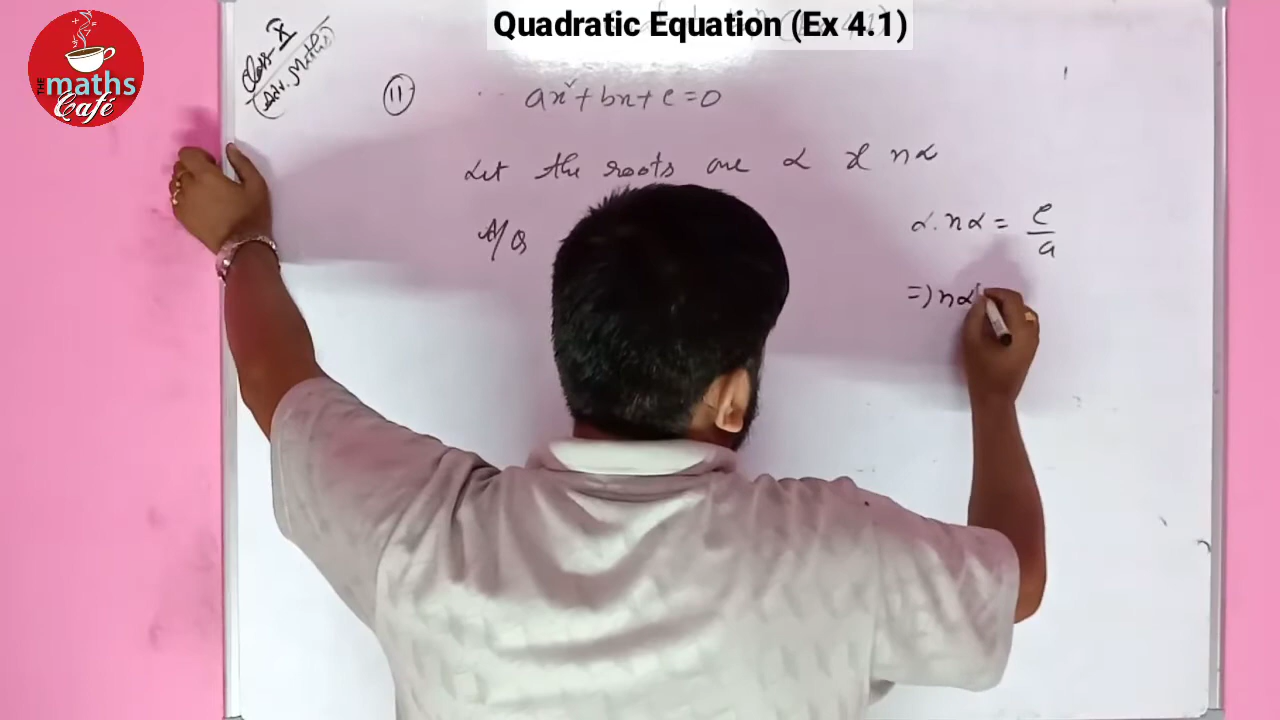 Quadratic Equation (Ex 4.1)
THE maths Café
Class-X
(Adv. Maths)
(11) ax²+bx+c=0
Let the roots are α & nα
A/Q
α.nα = c/a
=) nα